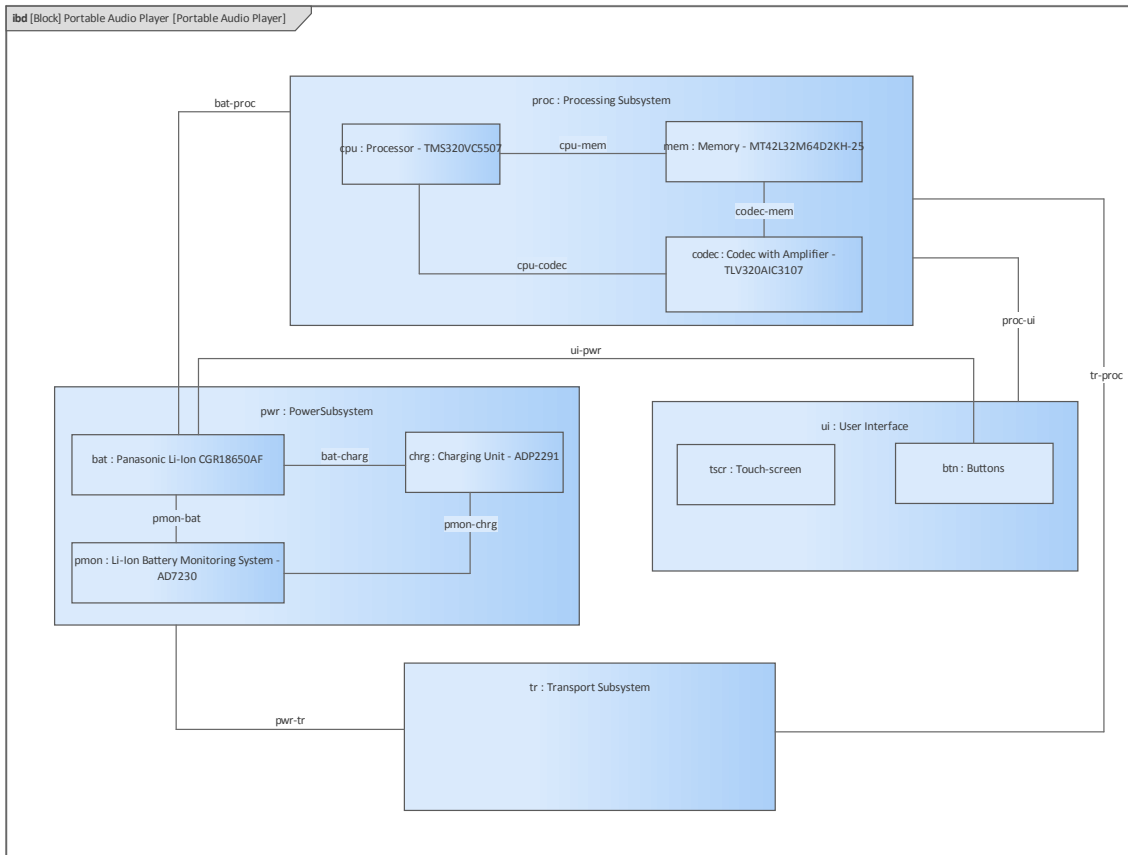 ibd [Block] Portable Audio Player [Portable Audio Player]
bat-proc
proc : Processing Subsystem
cpu : Processor - TMS320VC5507
cpu-mem
mem : Memory - MT42L32M64D2KH-25
codec-mem
cpu-codec
codec : Codec with Amplifier -
TLV320AIC3107
proc-ui
ui-pwr
tr-proc
pwr : PowerSubsystem
bat : Panasonic Li-Ion CGR18650AF
bat-charg
chrg : Charging Unit - ADP2291
pmon-bat
pmon-chrg
pmon : Li-Ion Battery Monitoring System -
AD7230
ui : User Interface
tscr : Touch-screen
btn : Buttons
tr : Transport Subsystem
pwr-tr